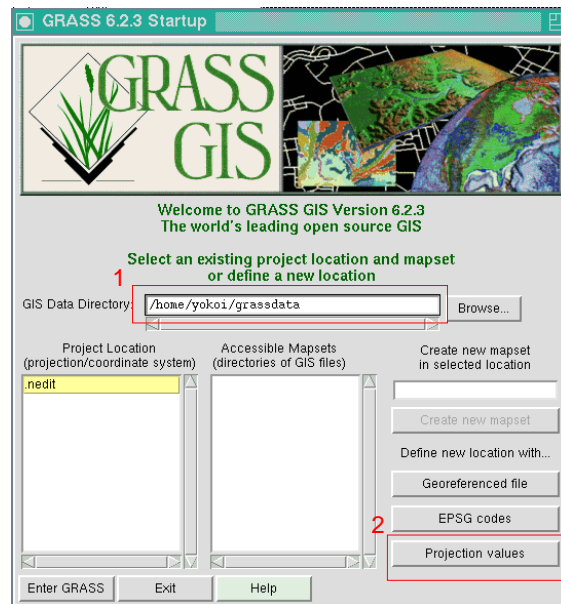 GRASS 6.2.3 Startup
GRASS
GIS
Welcome to GRASS GIS Version 6.2.3
The world's leading open source GIS
Select an existing project location and mapset
or define a new location
1
GIS Data Directory: /home/yokoi/grassdata Browse...
Project Location
(projection/coordinate system)
Accessible Mapsets
(directories of GIS files)
Create new mapset
in selected location
.nedit
Create new mapset
Define new location with...
Georeferenced file
EPSG codes
2
Projection values
Enter GRASS Exit Help